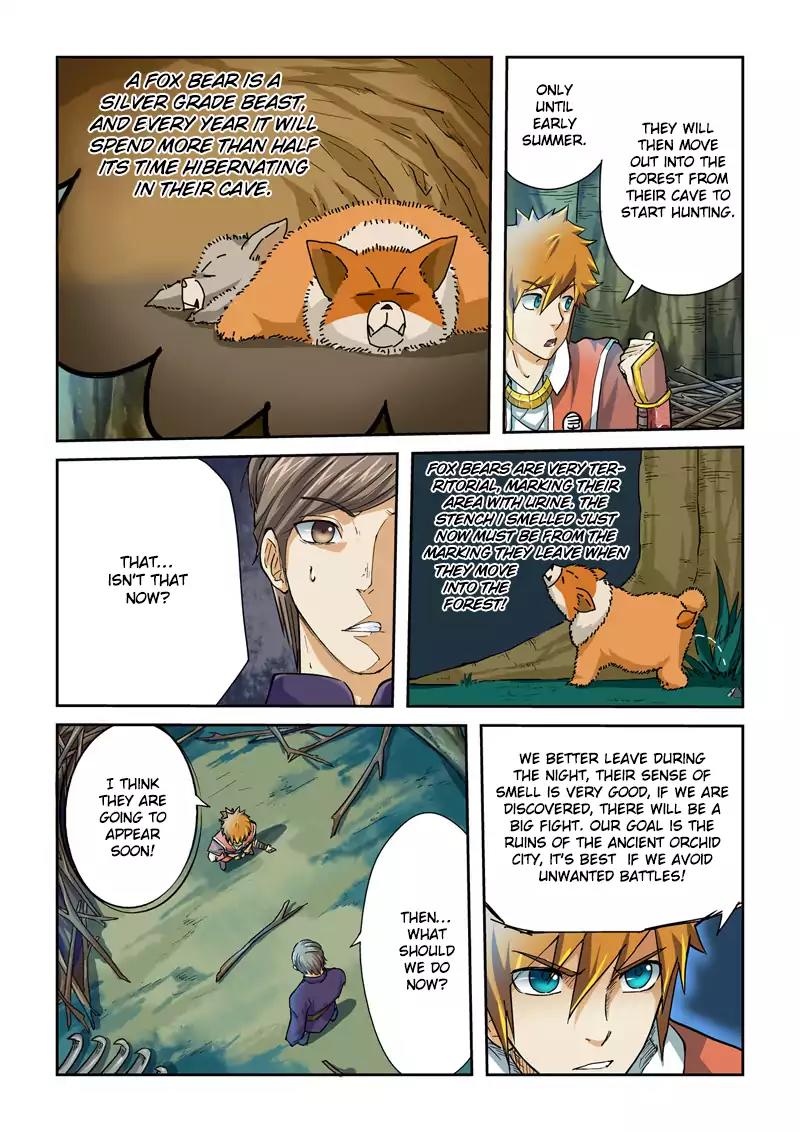 A FOX BEAR IS A
SILVER GRADE BEAST,
AND EVERY YEAR IT WILL
SPEND MORE THAN HALF
ITS TIME HIBERNATING
IN THEIR CAVE.
ONLY
UNTIL
EARLY
SUMMER.
THEY WILL
THEN MOVE
OUT INTO THE
FOREST FROM
THEIR CAVE TO
START HUNTING.
THAT...
ISN'T THAT
NOW?
FOX BEARS ARE VERY TER-
RITORIAL, MARKING THEIR
AREA WITH URINE. THE
STENCH I SMELLED JUST
NOW MUST BE FROM THE
MARKING THEY LEAVE WHEN
THEY MOVE
INTO THE
FOREST!
I THINK
THEY ARE
GOING TO
APPEAR
SOON!
THEN...
WHAT
SHOULD
WE DO
NOW?
WE BETTER LEAVE DURING
THE NIGHT, THEIR SENSE OF
SMELL IS VERY GOOD, IF WE ARE
DISCOVERED, THERE WILL BE A
BIG FIGHT. OUR GOAL IS THE
RUINS OF THE ANCIENT ORCHID
CITY, IT'S BEST IF WE AVOID
UNWANTED BATTLES!